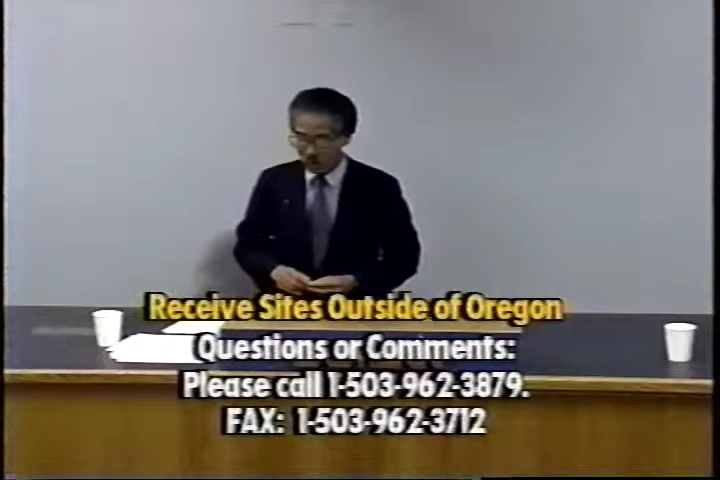 Receive Sites Outside of Oregon
Questions or Comments:
Please call 1-503-962-3879.
FAX: 1-503-962-3712